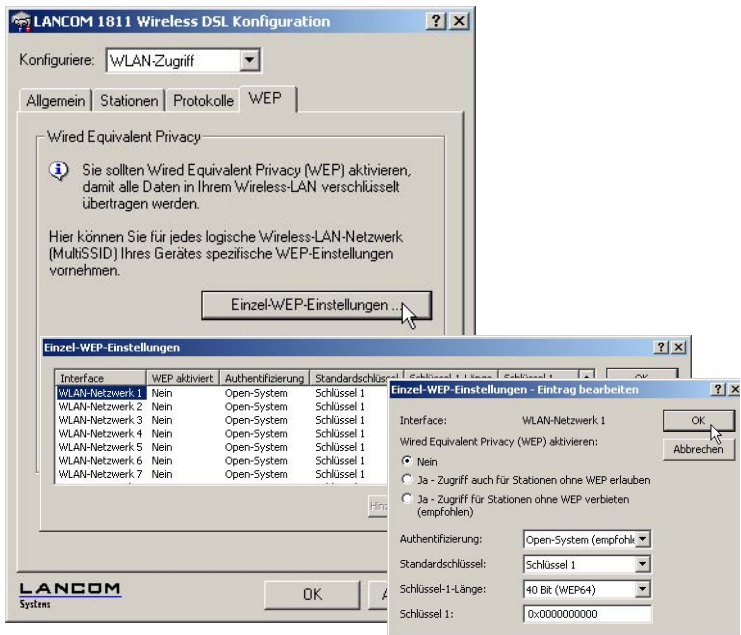 LANCOM 1811 Wireless DSL Konfiguration
Konfiguriere: WLAN-Zugriff
Allgemein Stationen Protokolle WEP
Wired Equivalent Privacy
Sie sollten Wired Equivalent Privacy (WEP) aktivieren,
damit alle Daten in Ihrem Wireless-LAN verschlüsselt
übertragen werden.
Hier können Sie für jedes logische Wireless-LAN-Netzwerk
(MultiSSID) Ihres Gerätes spezifische WEP-Einstellungen
vornehmen.
Einzel-WEP-Einstellungen ...
Einzel-WEP-Einstellungen
Interface WEP aktiviert Authentifizierung Standardschlüssel
WLAN-Netzwerk 1 Nein Open-System Schlüssel 1
WLAN-Netzwerk 2 Nein Open-System Schlüssel 1
WLAN-Netzwerk 3 Nein Open-System Schlüssel 1
WLAN-Netzwerk 4 Nein Open-System Schlüssel 1
WLAN-Netzwerk 5 Nein Open-System Schlüssel 1
WLAN-Netzwerk 6 Nein Open-System Schlüssel 1
WLAN-Netzwerk 7 Nein Open-System Schlüssel 1
Einzel-WEP-Einstellungen - Eintrag bearbeiten
Interface: WLAN-Netzwerk 1 OK
Wired Equivalent Privacy (WEP) aktivieren:
Abbrechen
Nein
Ja - Zugriff auch für Stationen ohne WEP erlauben
Ja - Zugriff für Stationen ohne WEP verbieten
(empfohlen)
Authentifizierung: Open-System (empfohle
Standardschlüssel: Schlüssel 1
Schlüssel-1-Länge: 40 Bit (WEP64)
Schlüssel 1: 0x0000000000
LANCOM
Systems
OK